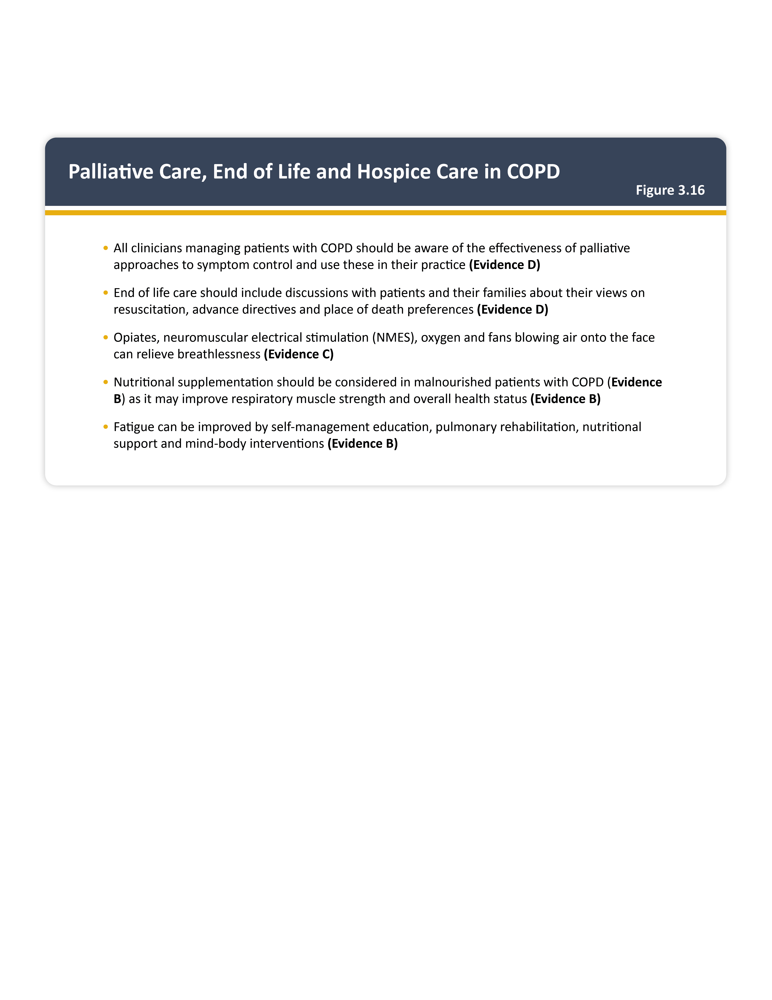 Palliative Care, End of Life and Hospice Care in COPD
Figure 3.16
• All clinicians managing patients with COPD should be aware of the effectiveness of palliative
approaches to symptom control and use these in their practice (Evidence D)
• End of life care should include discussions with patients and their families about their views on
resuscitation, advance directives and place of death preferences (Evidence D)
• Opiates, neuromuscular electrical stimulation (NMES), oxygen and fans blowing air onto the face
can relieve breathlessness (Evidence C)
• Nutritional supplementation should be considered in malnourished patients with COPD (Evidence
B) as it may improve respiratory muscle strength and overall health status (Evidence B)
• Fatigue can be improved by self-management education, pulmonary rehabilitation, nutritional
support and mind-body interventions (Evidence B)